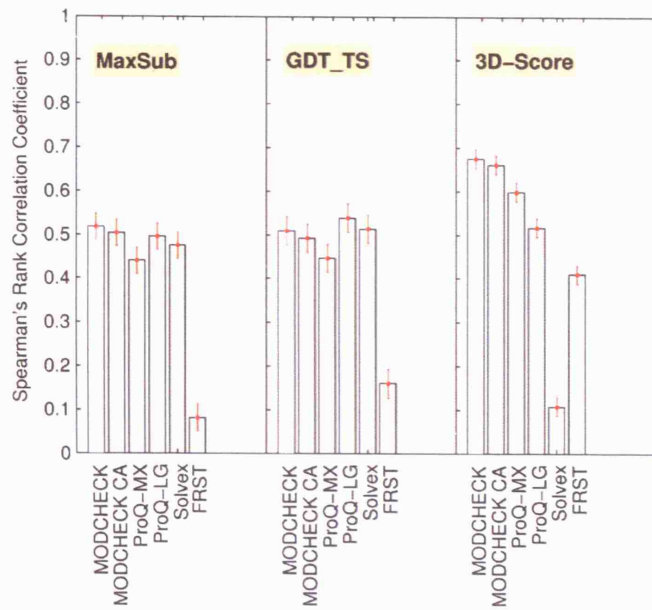 MaxSub
GDT_TS
3D-Score
Spearman's Rank Correlation Coefficient
1
0.9
0.8
0.7
0.6
0.5
0.4
0.3
0.2
0.1
0
MODCHECK
MODCHECK CA
ProQ-MX
ProQ-LG
Solvex
FRST
MODCHECK
MODCHECK CA
ProQ-MX
ProQ-LG
Solvex
FRST
MODCHECK
MODCHECK CA
ProQ-MX
ProQ-LG
Solvex
FRST